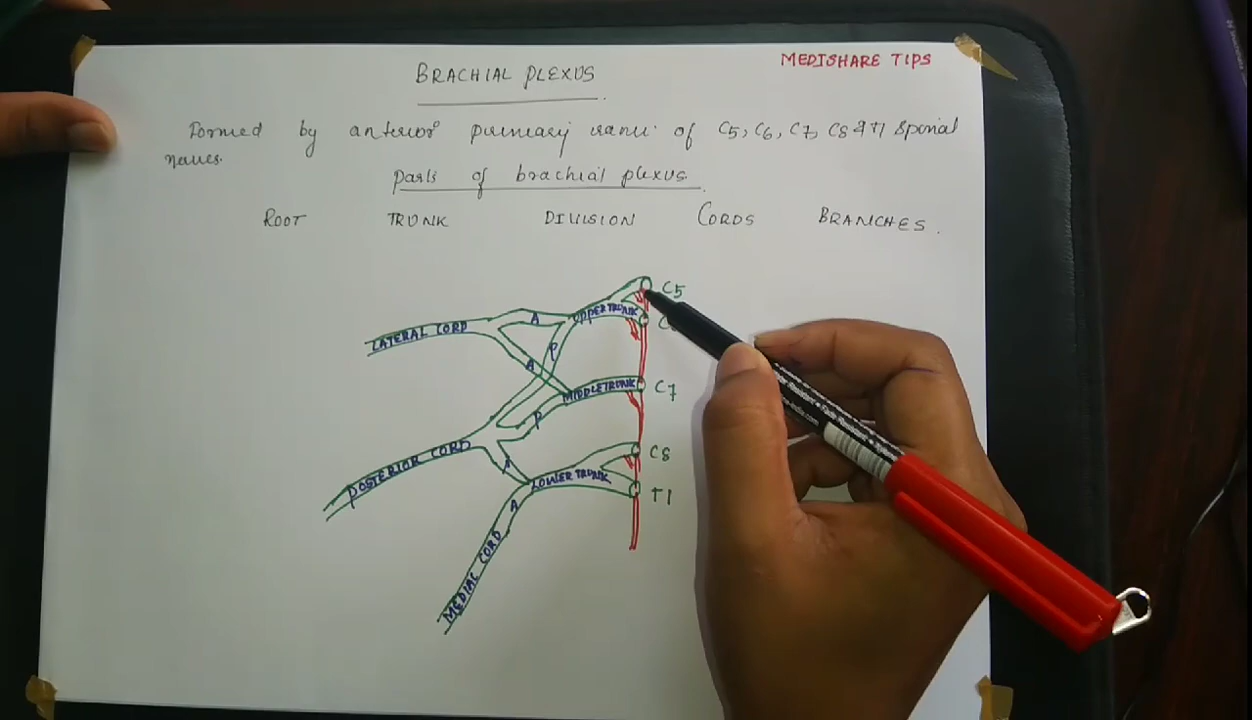 BRACHIAL PLEXUS
MEDISHARE TIPS
Formed by anterior primary rami of C5, C6, C7, C8 & T1 spinal
nerves.
Parts of brachial plexus
ROOT TRUNK DIVISION CORDS BRANCHES.
C5
UPPER TRUNK
A
LATERAL CORD
P
A
MIDDLE TRUNK C7
P
POSTERIOR CORD
C8
A
LOWER TRUNK
T1
A
MEDIAL CORD